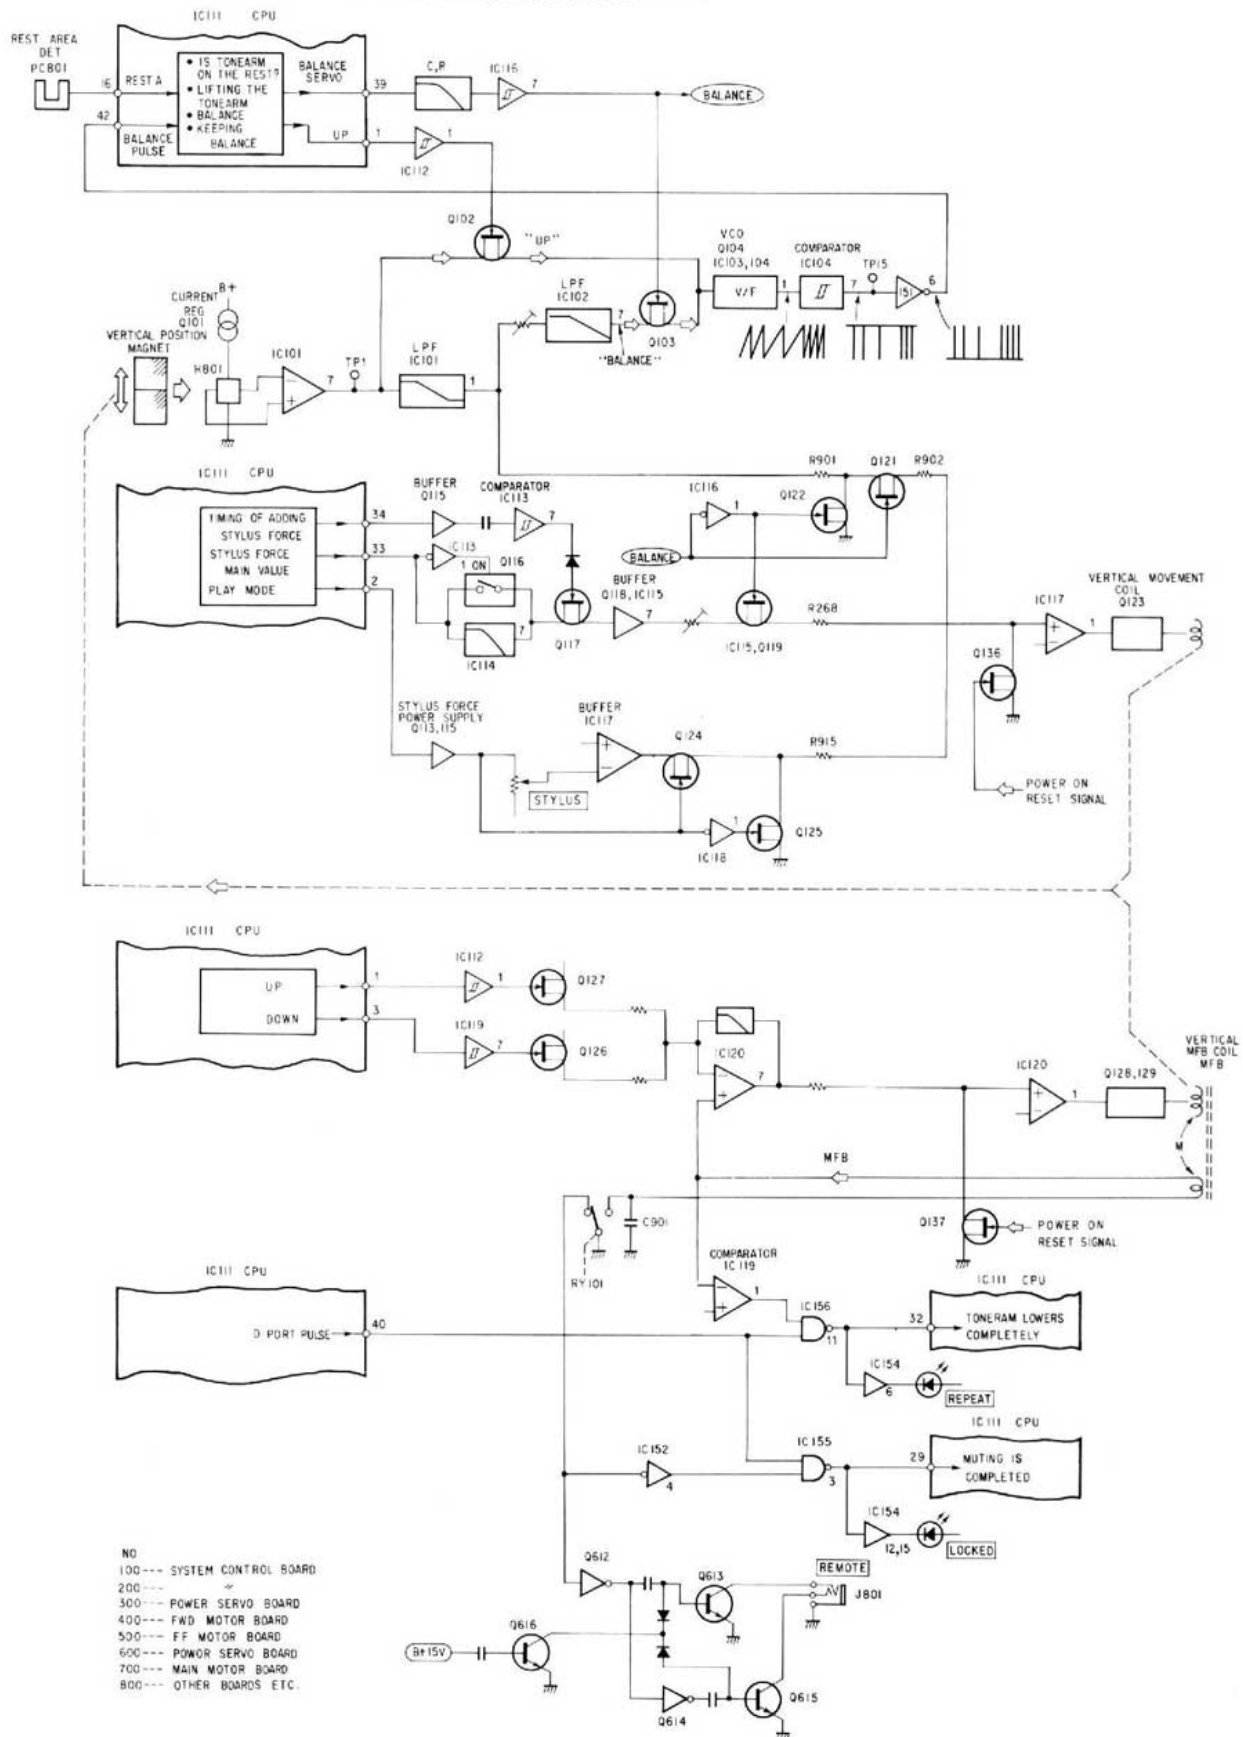 IC111 CPU
REST AREA
DET
PC801
16
REST A
42
BALANCE
PULSE
• IS TONEARM
ON THE REST?
• LIFTING THE
TONEARM
• BALANCE
• KEEPING
BALANCE
BALANCE
SERVO
39
UP
1
C,R
IC116
7
BALANCE
1
IC112
Q102
"UP"
VCO
Q104
IC103,104
V/F
1
COMPARATOR
IC104
7
TP15
151
6
LPF
IC102
7
"BALANCE"
Q103
B+
CURRENT
REG
Q101
VERTICAL POSITION
MAGNET
H801
IC101
7
TP1
LPF
IC101
1
IC111 CPU
TIMING OF ADDING
STYLUS FORCE
STYLUS FORCE
MAIN VALUE
PLAY MODE
34
33
2
BUFFER
Q115
COMPARATOR
IC113
7
IC113
1 ON
Q116
7
IC114
Q117
BUFFER
Q118, IC115
7
IC116
1
BALANCE
Q122
R901
Q121
R902
IC115,Q119
R268
IC117
1
VERTICAL MOVEMENT
COIL
Q123
Q136
POWER ON
RESET SIGNAL
STYLUS FORCE
POWER SUPPLY
Q113,115
STYLUS
BUFFER
IC117
Q124
R915
1
IC118
Q125
IC111 CPU
UP
DOWN
1
3
IC112
1
Q127
IC119
7
Q126
IC120
7
IC120
1
Q128,129
VERTICAL
MFB COIL
MFB
M
MFB
C901
RY101
Q137
POWER ON
RESET SIGNAL
IC111 CPU
D PORT PULSE
40
COMPARATOR
IC119
1
IC156
11
32
IC111 CPU
TONERAM LOWERS
COMPLETELY
IC154
6
REPEAT
IC152
4
IC155
3
29
IC111 CPU
MUTING IS
COMPLETED
IC154
12,15
LOCKED
Q612
Q613
REMOTE
J801
Q616
B+15V
Q614
Q615
NO
100--- SYSTEM CONTROL BOARD
200--- "
300--- POWER SERVO BOARD
400--- FWD MOTOR BOARD
500--- FF MOTOR BOARD
600--- POWOR SERVO BOARD
700--- MAIN MOTOR BOARD
800--- OTHER BOARDS ETC.